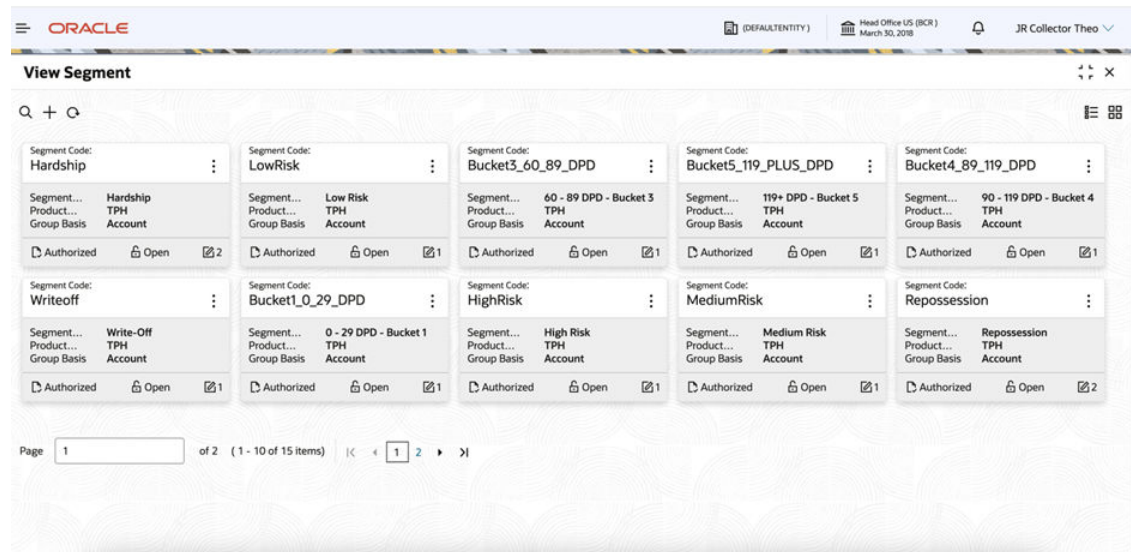 ORACLE
(DEFAULTENTITY)
Head Office US (BCR)
March 30, 2018
JR Collector Theo
View Segment
Segment Code:
Hardship
Segment... Hardship
Product... TPH
Group Basis Account
Authorized Open 2
Segment Code:
LowRisk
Segment... Low Risk
Product... TPH
Group Basis Account
Authorized Open 1
Segment Code:
Bucket3_60_89_DPD
Segment... 60 - 89 DPD - Bucket 3
Product... TPH
Group Basis Account
Authorized Open 1
Segment Code:
Bucket5_119_PLUS_DPD
Segment... 119+ DPD - Bucket 5
Product... TPH
Group Basis Account
Authorized Open 1
Segment Code:
Bucket4_89_119_DPD
Segment... 90 - 119 DPD - Bucket 4
Product... TPH
Group Basis Account
Authorized Open 1
Segment Code:
Writeoff
Segment... Write-Off
Product... TPH
Group Basis Account
Authorized Open 1
Segment Code:
Bucket1_0_29_DPD
Segment... 0 - 29 DPD - Bucket 1
Product... TPH
Group Basis Account
Authorized Open 1
Segment Code:
HighRisk
Segment... High Risk
Product... TPH
Group Basis Account
Authorized Open 1
Segment Code:
MediumRisk
Segment... Medium Risk
Product... TPH
Group Basis Account
Authorized Open 1
Segment Code:
Repossession
Segment... Repossession
Product... TPH
Group Basis Account
Authorized Open 2
Page 1 of 2 (1 - 10 of 15 items) 1 2